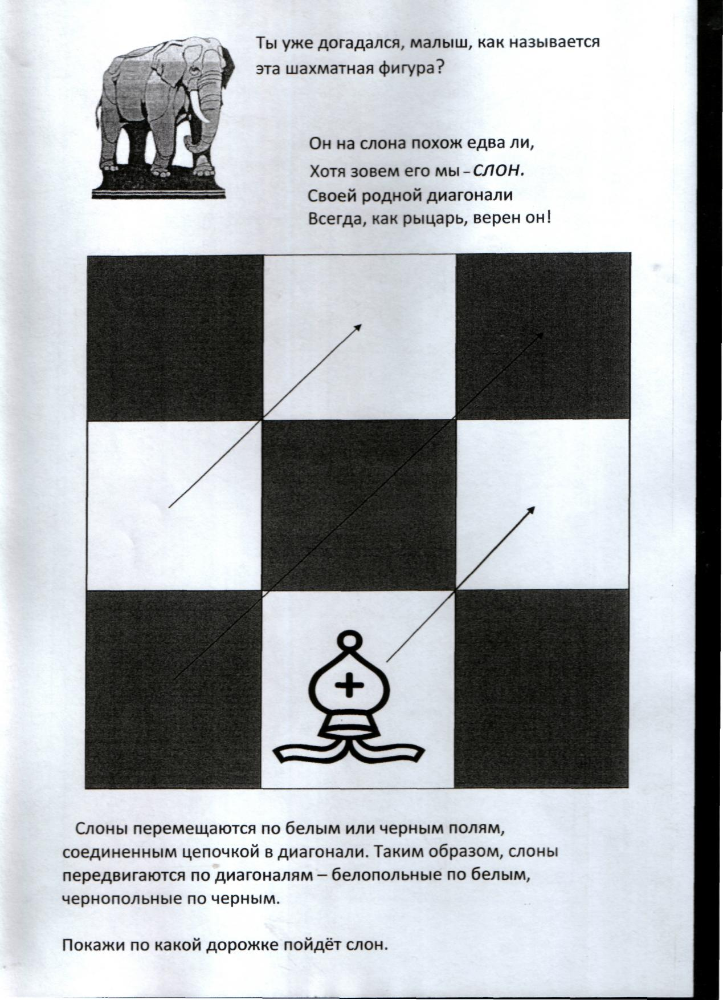 Ты уже догадался, малыш, как называется
эта шахматная фигура?
Он на слона похож едва ли,
Хотя зовем его мы – СЛОН.
Своей родной диагонали
Всегда, как рыцарь, верен он!
Слоны перемещаются по белым или черным полям,
соединенным цепочкой в диагонали. Таким образом, слоны
передвигаются по диагоналям – белопольные по белым,
чернопольные по черным.
Покажи по какой дорожке пойдёт слон.